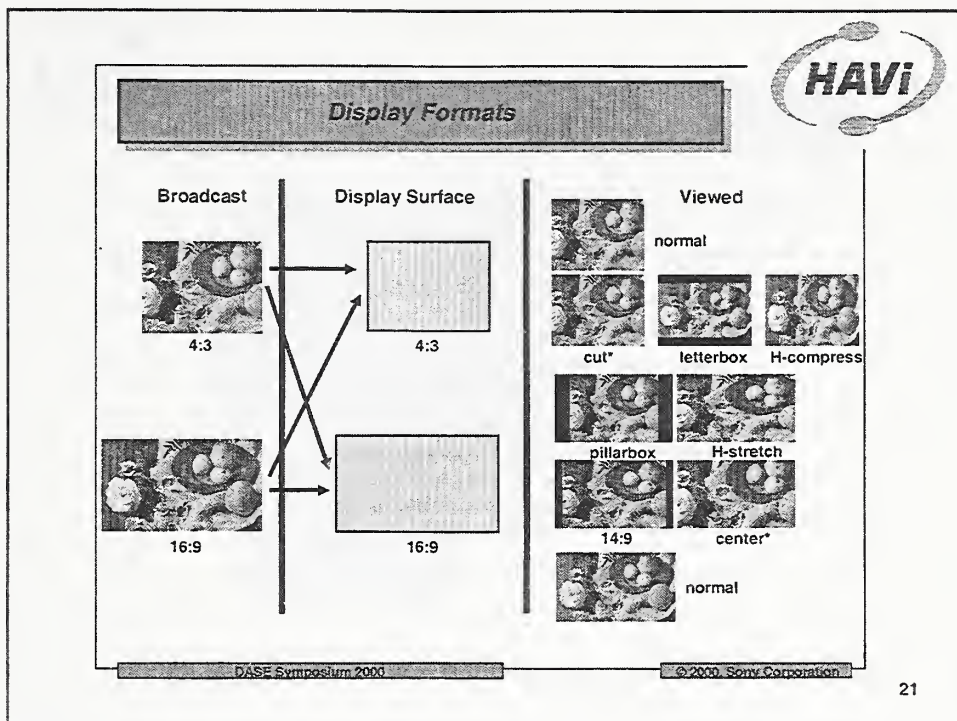 HAVi
Display Formats
Broadcast
Display Surface
Viewed
normal
4:3
4:3
cut*
letterbox
H-compress
pillarbox
H-stretch
16:9
16:9
14:9
center*
normal
DASE Symposium 2000
© 2000, Sony Corporation
21